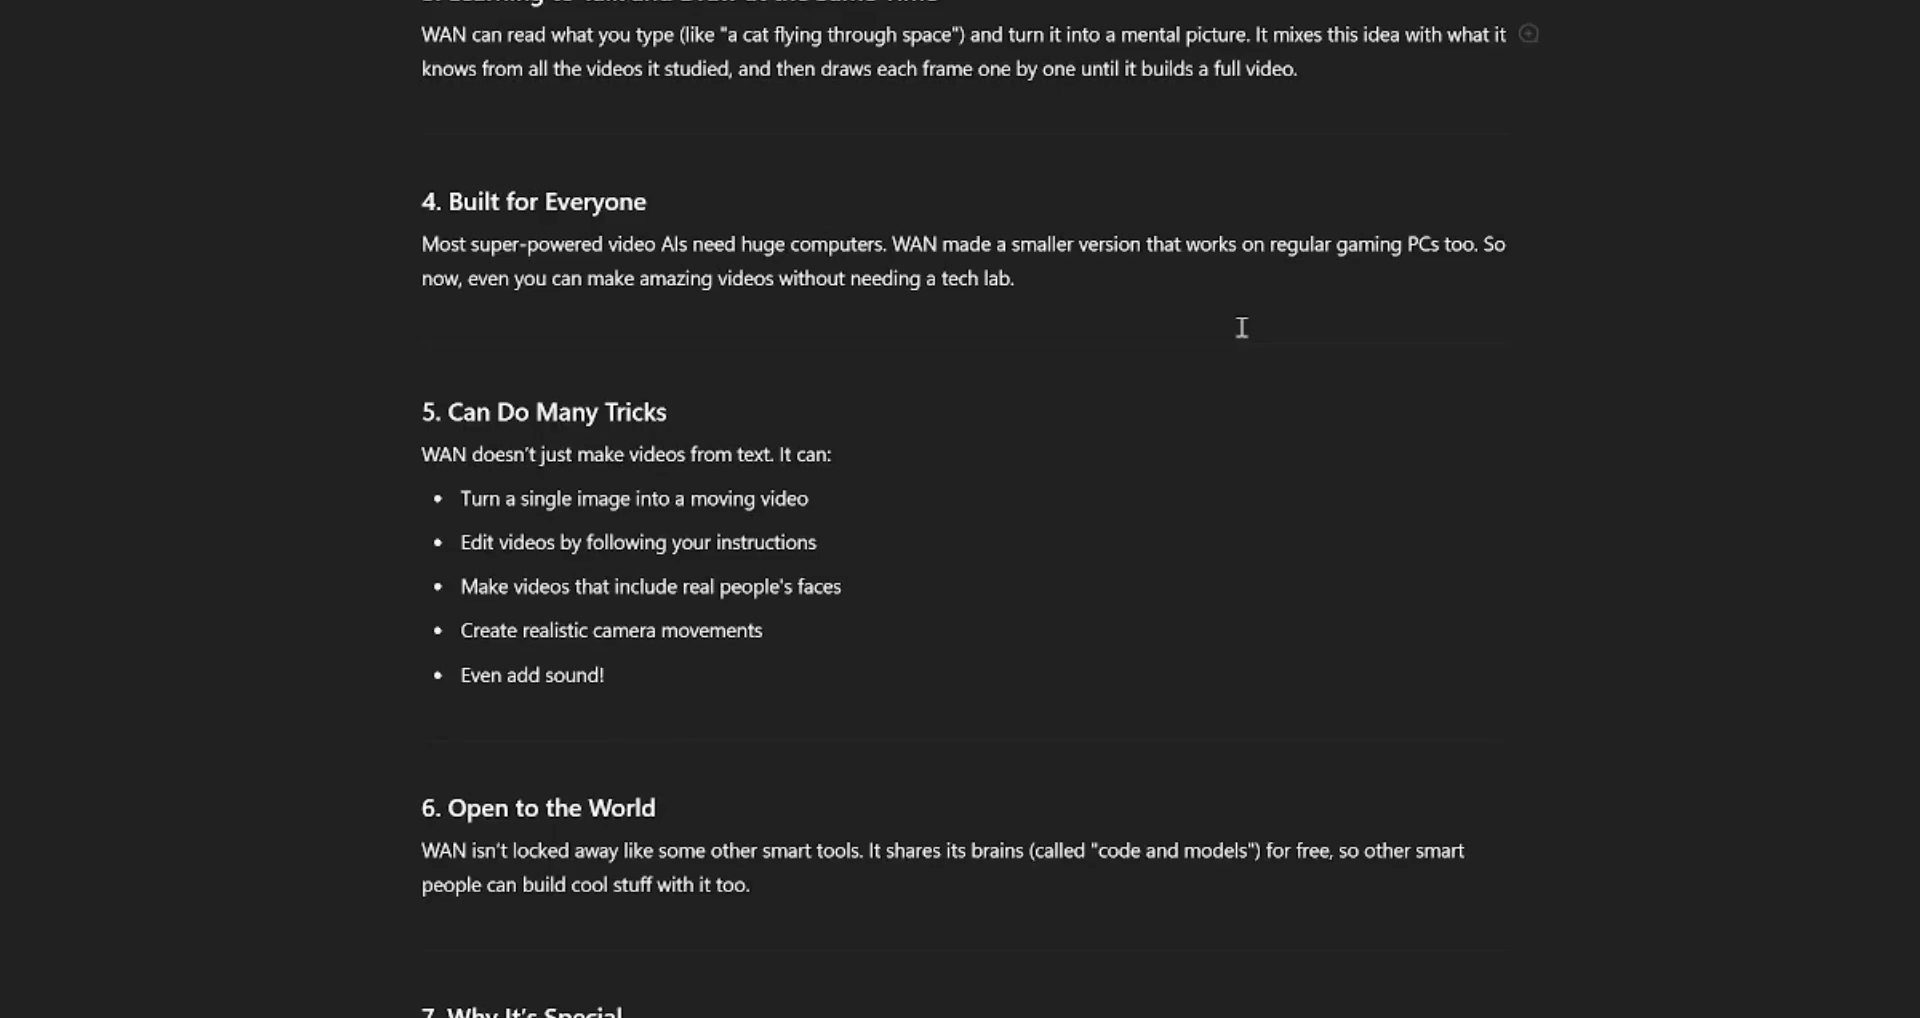 WAN can read what you type (like "a cat flying through space") and turn it into a mental picture. It mixes this idea with what it
knows from all the videos it studied, and then draws each frame one by one until it builds a full video.
4. Built for Everyone
Most super-powered video AIs need huge computers. WAN made a smaller version that works on regular gaming PCs too. So
now, even you can make amazing videos without needing a tech lab.
5. Can Do Many Tricks
WAN doesn't just make videos from text. It can:
• Turn a single image into a moving video
• Edit videos by following your instructions
• Make videos that include real people's faces
• Create realistic camera movements
• Even add sound!
6. Open to the World
WAN isn't locked away like some other smart tools. It shares its brains (called "code and models") for free, so other smart
people can build cool stuff with it too.
7. Why It's Special